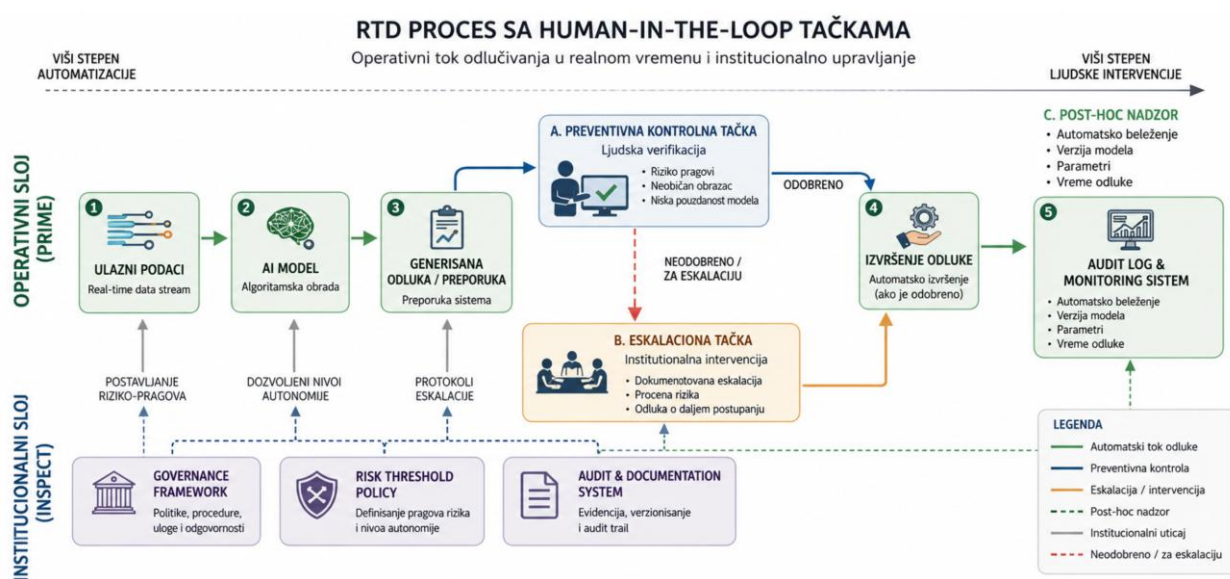 RTD PROCES SA HUMAN-IN-THE-LOOP TAČKAMA
Operativni tok odlučivanja u realnom vremenu i institucionalno upravljanje
VIŠI STEPEN
AUTOMATIZACIJE
VIŠI STEPEN
LJUDSKE INTERVENCIJE
C. POST-HOC NADZOR
• Automatsko beleženje
• Verzija modela
• Parametri
• Vreme odluke
OPERATIVNI SLOJ
(PRIME)
1
ULAZNI PODACI
Real-time data stream
2
AI MODEL
Algoritamska obrada
3
GENERISANA
ODLUKA / PREPORUKA
Preporuka sistema
A. PREVENTIVNA KONTROLNA TAČKA
Ljudska verifikacija
• Riziko pragovi
• Neobičan obrazac
• Niska pouzdanost modela
ODOBRENO
NEODOBRENO /
ZA ESKALACIJU
B. ESKALACIONA TAČKA
Institutionalna intervencija
• Dokumentotvana eskalacija
• Procena rizika
• Odluka o daljem postupanju
4
IZVRŠENJE ODLUKE
Automatsko izvršenje
(ako je odobreno)
5
AUDIT LOG &
MONITORING SISTEM
• Automatsko beleženje
• Verzija modela
• Parametri
• Vreme odluke
POSTAVLJANJE
RIZIKO-PRAGOVA
DOZVOLJENI NIVOI
AUTONOMIJE
PROTOKOLI
ESKALACIJE
INSTIITUCIONALNI SLOJ
(INSPECT)
GOVERNANCE
FRAMEWORK
Politike, procedure,
uloge i odgovornosti
RISK THRESHOLD
POLICY
Definisanje pragova rizika
i nivoa autonomije
AUDIT & DOCUMENTATION
SYSTEM
Evidencija, verzionisanje
i audit trail
LEGENDA
Automatski tok odluke
Preventivna kontrola
Eskalacija / intervencija
Post-hoc nadzor
Institucionalni uticaj
Neodobreno / za eskalaciju